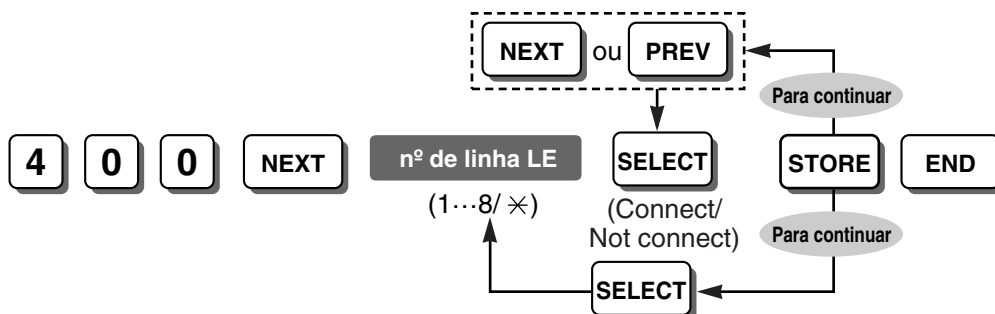 NEXT ou PREV
Para continuar
4 0 0 NEXT nº de linha LE SELECT STORE END
(1···8/ ✳)
(Connect/
Not connect)
Para continuar
SELECT